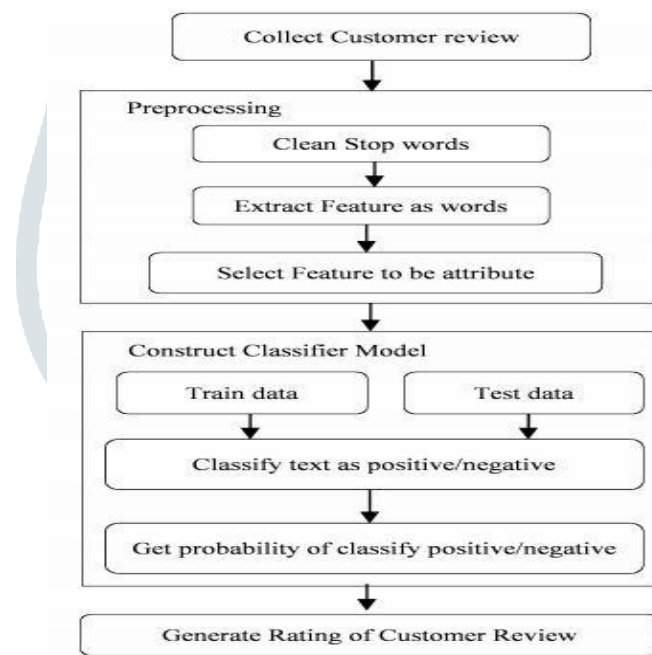 Collect Customer review
Preprocessing
Clean Stop words
Extract Feature as words
Select Feature to be attribute
Construct Classifier Model
Train data
Test data
Classify text as positive/negative
Get probability of classify positive/negative
Generate Rating of Customer Review